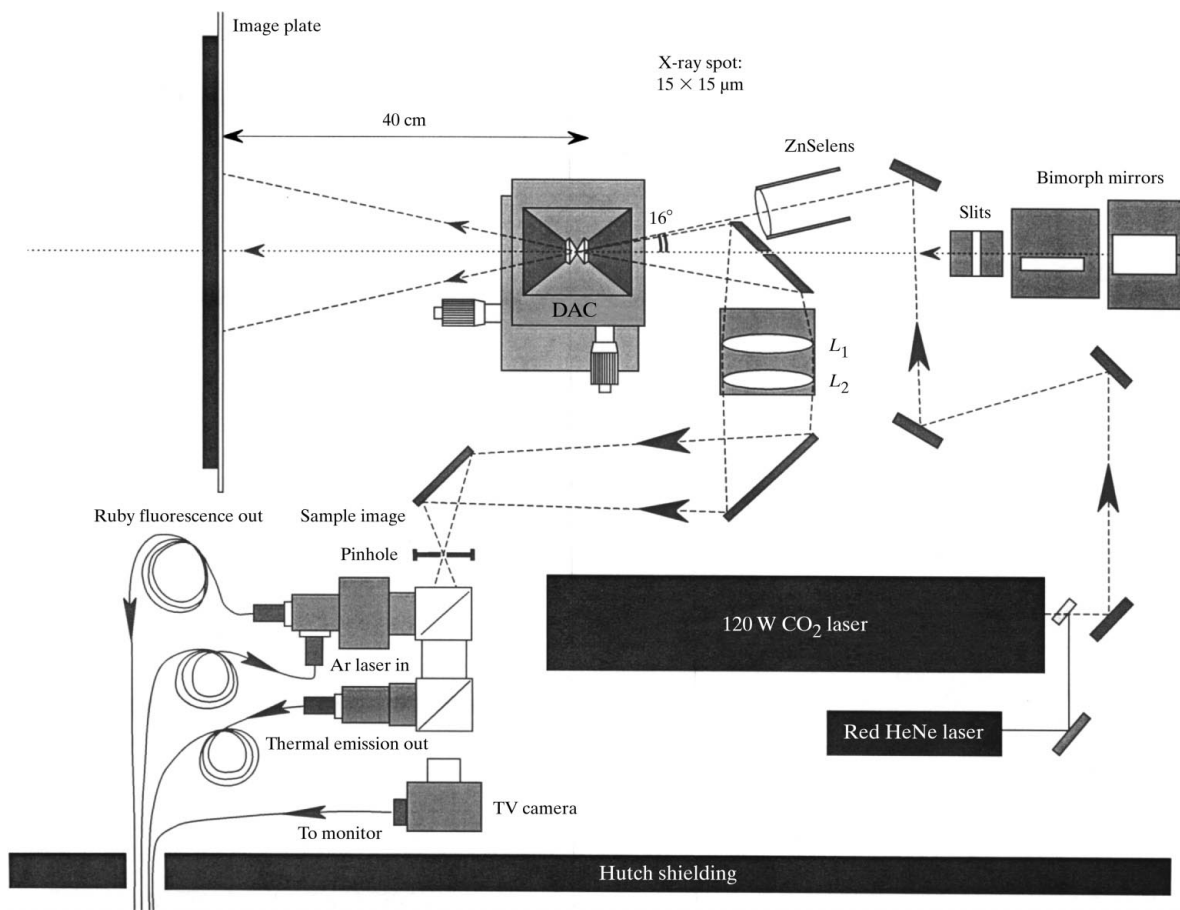 Image plate
X-ray spot:
15 × 15 μm
40 cm
ZnSelens
Bimorph mirrors
Slits
16°
DAC
L1
L2
Ruby fluorescence out
Sample image
Pinhole
120 W CO2 laser
Ar laser in
Red HeNe laser
Thermal emission out
TV camera
To monitor
Hutch shielding